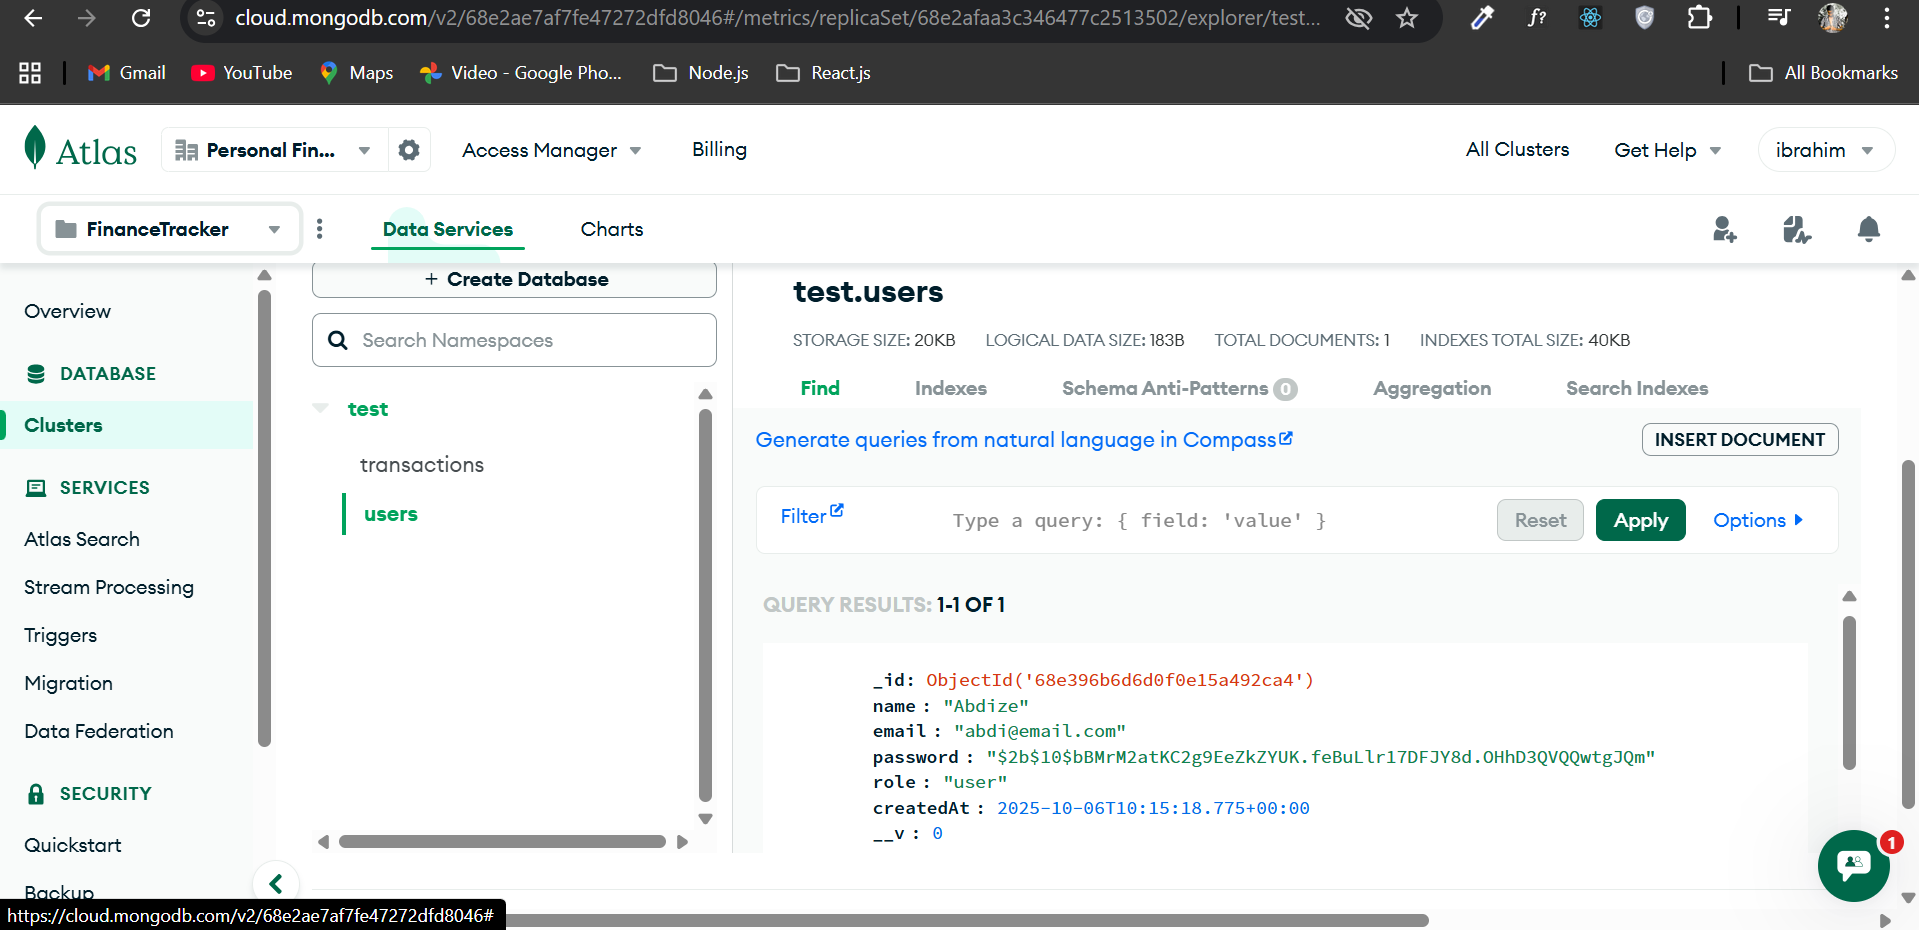 cloud.mongodb.com/v2/68e2ae7af7fe47272dfd8046#/metrics/replicaSet/68e2afaa3c346477c2513502/explorer/test...
f?
Gmail
YouTube
Maps
Video - Google Pho...
Node.js
React.js
All Bookmarks
Atlas
Personal Fin...
Access Manager
Billing
All Clusters
Get Help
ibrahim
FinanceTracker
Data Services
Charts
Overview
DATABASE
Clusters
SERVICES
Atlas Search
Stream Processing
Triggers
Migration
Data Federation
SECURITY
Quickstart
Backup
+ Create Database
Search Namespaces
test
transactions
users
test.users
STORAGE SIZE: 20KB LOGICAL DATA SIZE: 183B TOTAL DOCUMENTS: 1 INDEXES TOTAL SIZE: 40KB
Find Indexes Schema Anti-Patterns 0 Aggregation Search Indexes
Generate queries from natural language in Compass
INSERT DOCUMENT
Filter
Type a query: { field: 'value' }
Reset
Apply
Options
QUERY RESULTS: 1-1 OF 1
_id: ObjectId('68e396b6d6d0f0e15a492ca4')
name : "Abdize"
email : "abdi@email.com"
password : "$2b$10$bBMrM2atKC2g9EeZkZYUK.feBuLlr17DFJY8d.OHhD3QVQQwtgJQm"
role : "user"
createdAt : 2025-10-06T10:15:18.775+00:00
__v : 0
1
https://cloud.mongodb.com/v2/68e2ae7af7fe47272dfd8046#